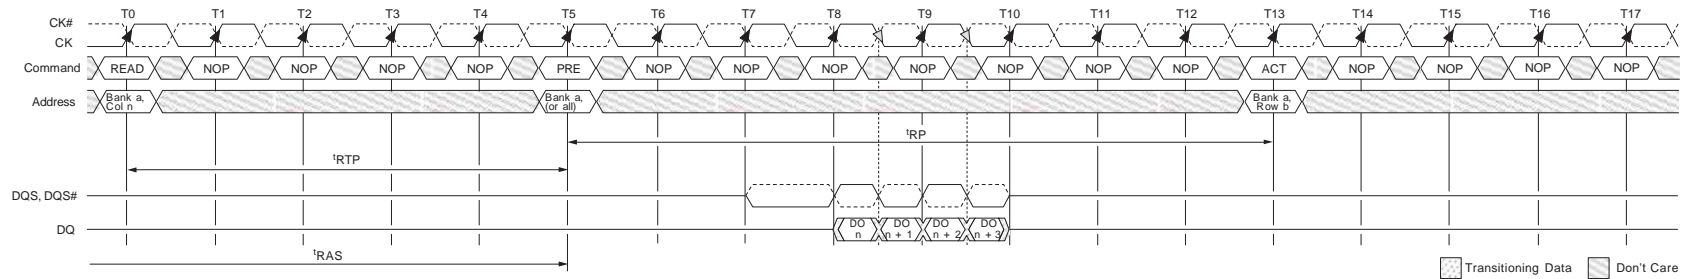 T0 T1 T2 T3 T4 T5 T6 T7 T8 T9 T10 T11 T12 T13 T14 T15 T16 T17
CK#
CK
Command READ NOP NOP NOP NOP PRE NOP NOP NOP NOP NOP NOP NOP ACT NOP NOP NOP NOP
Address Bank a, Col n Bank a, (or all) Bank a, Row b
tRP
tRTP
DQS, DQS#
DQ DO n DO n + 1 DO n + 2 DO n + 3
tRAS
Transitioning Data Don't Care